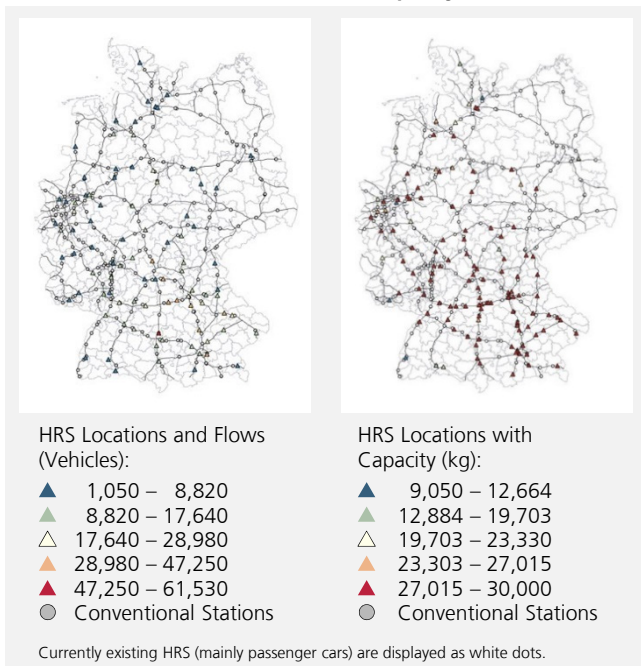 HRS Locations and Flows
(Vehicles):
1,050 – 8,820
8,820 – 17,640
17,640 – 28,980
28,980 – 47,250
47,250 – 61,530
Conventional Stations
HRS Locations with
Capacity (kg):
9,050 – 12,664
12,884 – 19,703
19,703 – 23,330
23,303 – 27,015
27,015 – 30,000
Conventional Stations
Currently existing HRS (mainly passenger cars) are displayed as white dots.